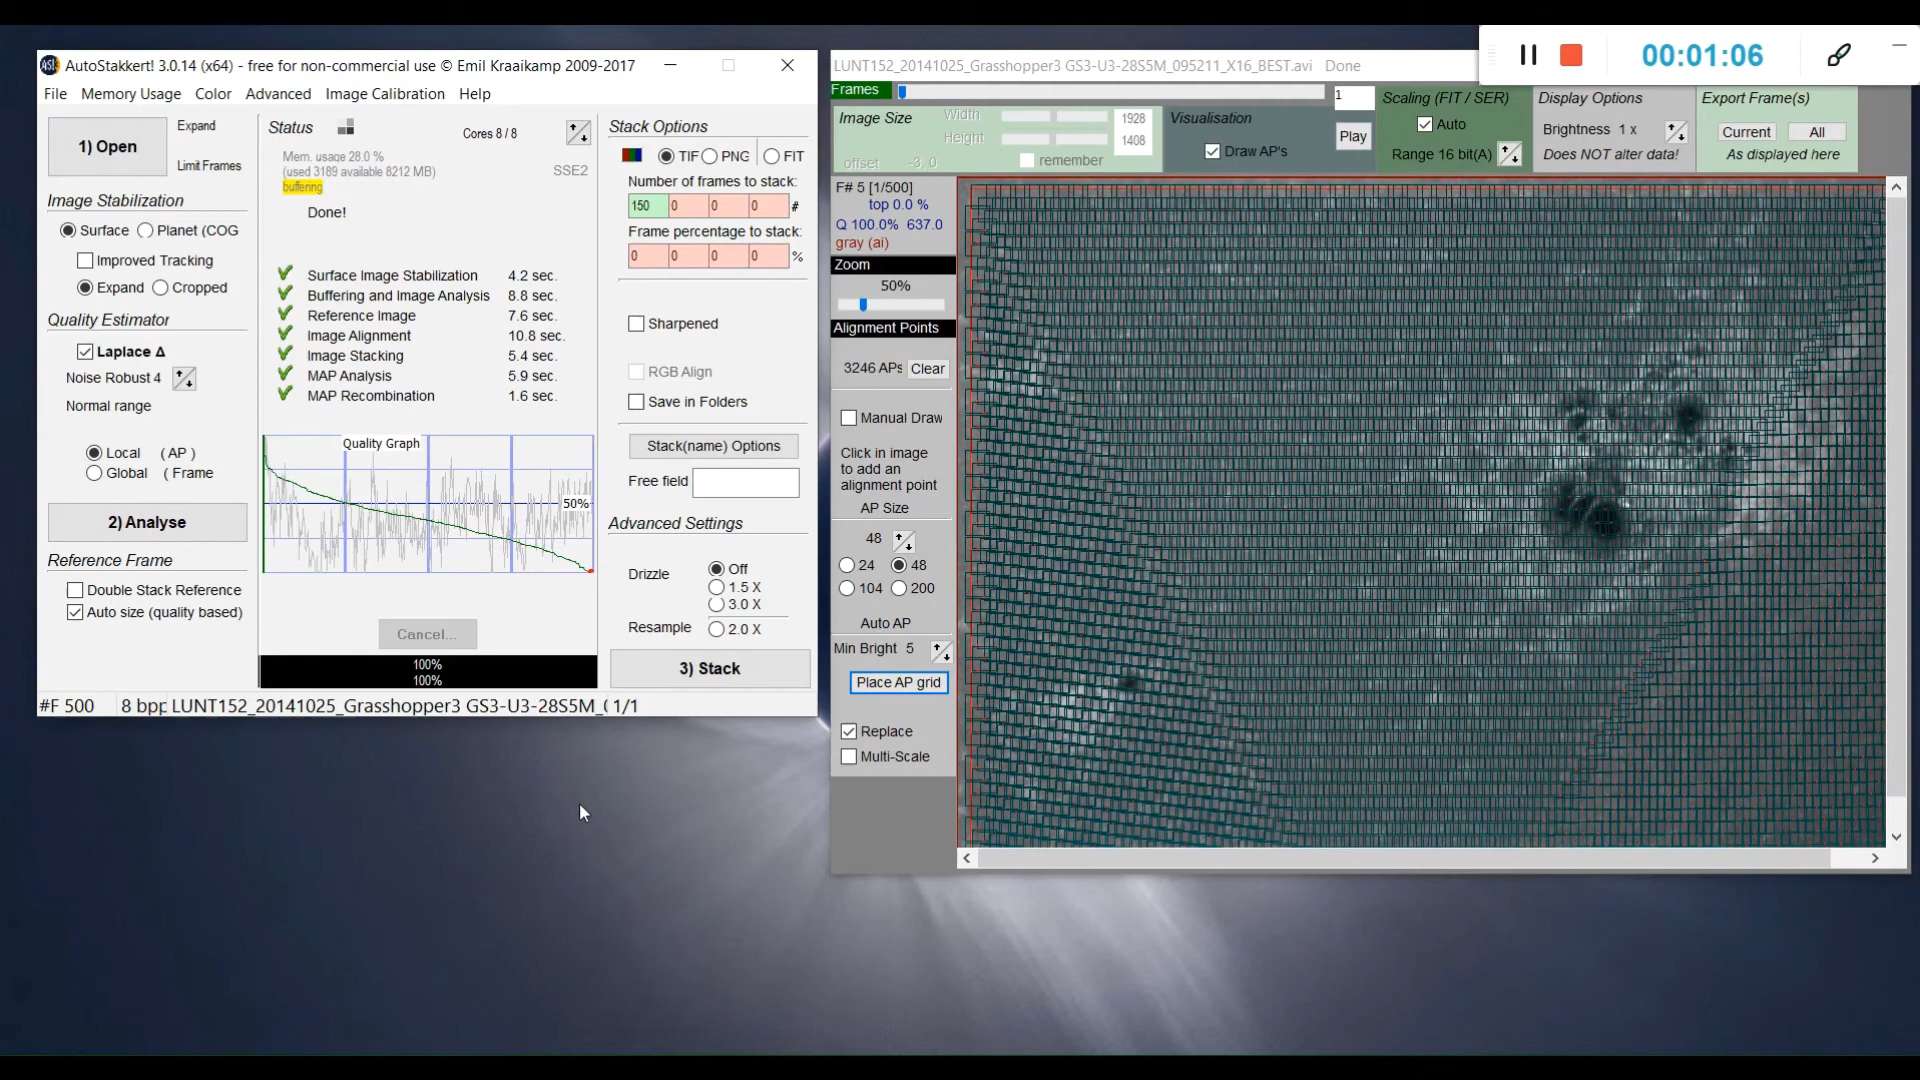 AS!
AutoStakkert! 3.0.14 (x64) - free for non-commercial use © Emil Kraaikamp 2009-2017
File Memory Usage Color Advanced Image Calibration Help
1) Open
Expand
Limit Frames
Image Stabilization
Surface Planet (COG
Improved Tracking
Expand Cropped
Quality Estimator
Laplace Δ
Noise Robust 4
Normal range
Local ( AP )
Global ( Frame
2) Analyse
Reference Frame
Double Stack Reference
Auto size (quality based)
Status
Cores 8 / 8
Mem. usage 28.0 %
(used 3189 available 8212 MB)
SSE2
buffering
Done!
Surface Image Stabilization 4.2 sec.
Buffering and Image Analysis 8.8 sec.
Reference Image 7.6 sec.
Image Alignment 10.8 sec.
Image Stacking 5.4 sec.
MAP Analysis 5.9 sec.
MAP Recombination 1.6 sec.
Quality Graph
50%
Cancel...
100%
100%
Stack Options
TIF PNG FIT
Number of frames to stack:
150 0 0 0 #
Frame percentage to stack:
0 0 0 0 %
Sharpened
RGB Align
Save in Folders
Stack(name) Options
Free field
Advanced Settings
Drizzle
Off
1.5 X
3.0 X
Resample 2.0 X
3) Stack
#F 500 8 bpp LUNT152_20141025_Grasshopper3 GS3-U3-28S5M_( 1/1
LUNT152_20141025_Grasshopper3 GS3-U3-28S5M_095211_X16_BEST.avi Done
00:01:06
Frames
1
Image Size
Width 1928
Height 1408
offset -3, 0
remember
Visualisation
Draw AP's
Play
Scaling (FIT / SER)
Auto
Range 16 bit(A)
Display Options
Brightness 1 x
Does NOT alter data!
Export Frame(s)
Current All
As displayed here
F# 5 [1/500]
top 0.0 %
Q 100.0% 637.0
gray (ai)
Zoom
50%
Alignment Points
3246 APs Clear
Manual Draw
Click in image
to add an
alignment point
AP Size
48
24 48
104 200
Auto AP
Min Bright 5
Place AP grid
Replace
Multi-Scale